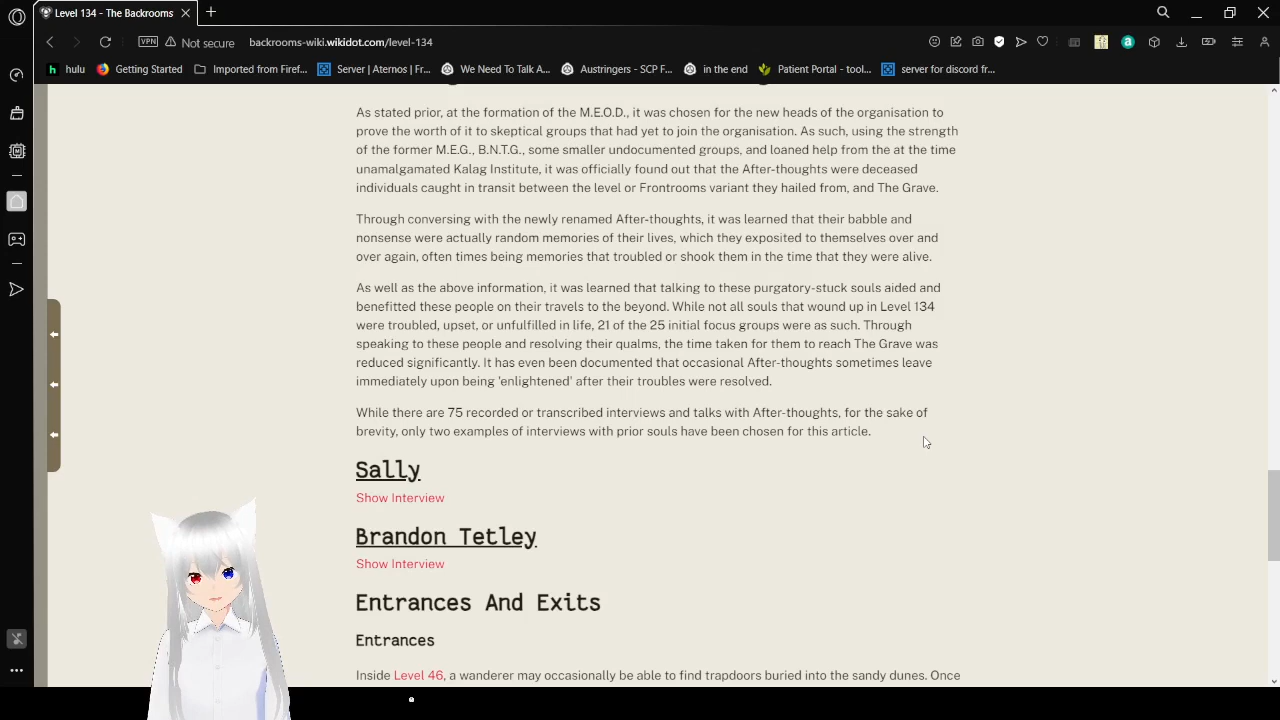 Level 134 - The Backrooms
VPN
Not secure
backrooms-wiki.wikidot.com/level-134
hulu
Getting Started
Imported from Firef...
Server | Aternos | Fr...
We Need To Talk A...
Austringers - SCP F...
in the end
Patient Portal - tool...
server for discord fr...
As stated prior, at the formation of the M.E.O.D., it was chosen for the new heads of the organisation to
prove the worth of it to skeptical groups that had yet to join the organisation. As such, using the strength
of the former M.E.G., B.N.T.G., some smaller undocumented groups, and loaned help from the at the time
unamalgamated Kalag Institute, it was officially found out that the After-thoughts were deceased
individuals caught in transit between the level or Frontrooms variant they hailed from, and The Grave.
Through conversing with the newly renamed After-thoughts, it was learned that their babble and
nonsense were actually random memories of their lives, which they exposited to themselves over and
over again, often times being memories that troubled or shook them in the time that they were alive.
As well as the above information, it was learned that talking to these purgatory-stuck souls aided and
benefitted these people on their travels to the beyond. While not all souls that wound up in Level 134
were troubled, upset, or unfulfilled in life, 21 of the 25 initial focus groups were as such. Through
speaking to these people and resolving their qualms, the time taken for them to reach The Grave was
reduced significantly. It has even been documented that occasional After-thoughts sometimes leave
immediately upon being 'enlightened' after their troubles were resolved.
While there are 75 recorded or transcribed interviews and talks with After-thoughts, for the sake of
brevity, only two examples of interviews with prior souls have been chosen for this article.
Sally
Show Interview
Brandon Tetley
Show Interview
Entrances And Exits
Entrances
Inside Level 46, a wanderer may occasionally be able to find trapdoors buried into the sandy dunes. Once